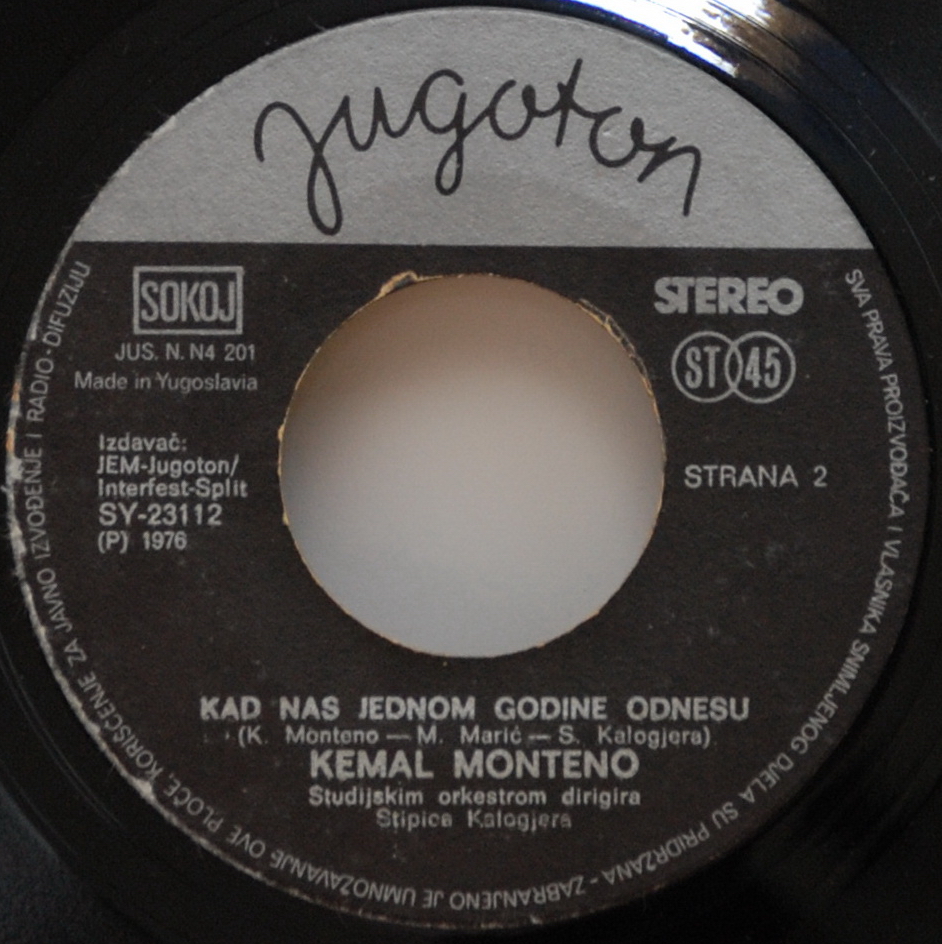 jugoton
SOKOJ
JUS. N. N4 201
Made in Yugoslavia
Izdavač:
JEM-Jugoton/
Interfest-Split
SY-23112
(P) 1976
STEREO
ST 45
STRANA 2
KAD NAS JEDNOM GODINE ODNESU
(K. Monteno — M. Marić — S. Kalogjera)
KEMAL MONTENO
Studijskim orkestrom dirigira
Stipica Kalogjera
SVA PRAVA PROIZVOĐAČA I VLASNIKA SNIMLJENOG DJELA SU PRIDRZANA - ZABRANJENO JE UMNOZAVANJE OVE PLOČE, KORIŠĆENJE ZA JAVNO IZVOĐENJE I RADIO-DIFUZIJU